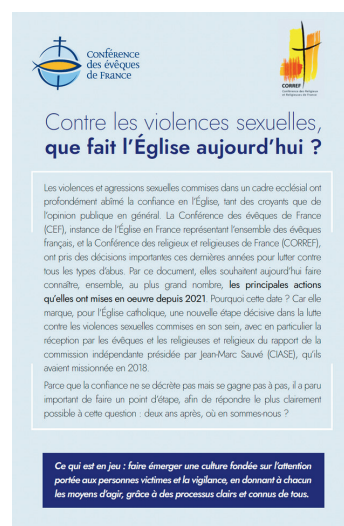 Conférence
des évêques
de France
CORREF
Conférence des Religieux
et Religieuses de France
Contre les violences sexuelles,
que fait l'Église aujourd'hui ?
Les violences et agressions sexuelles commises dans un cadre ecclésial ont
profondément abîmé la confiance en l'Église, tant des croyants que de
l'opinion publique en général. La Conférence des évêques de France
(CEF), instance de l'Église en France représentant l'ensemble des évêques
français, et la Conférence des religieux et religieuses de France (CORREF),
ont pris des décisions importantes ces dernières années pour lutter contre
tous les types d'abus. Par ce document, elles souhaitent aujourd'hui faire
connaître, ensemble, au plus grand nombre, les principales actions
qu'elles ont mises en oeuvre depuis 2021. Pourquoi cette date ? Car elle
marque, pour l'Église catholique, une nouvelle étape décisive dans la lutte
contre les violences sexuelles commises en son sein, avec en particulier la
réception par les évêques et les religieuses et religieux du rapport de la
commission indépendante présidée par Jean-Marc Sauvé (CIASE), qu'ils
avaient missionnée en 2018.
Parce que la confiance ne se décrète pas mais se gagne pas à pas, il a paru
important de faire un point d'étape, afin de répondre le plus clairement
possible à cette question : deux ans après, où en sommes-nous ?
Ce qui est en jeu : faire émerger une culture fondée sur l'attention
portée aux personnes victimes et la vigilance, en donnant à chacun
les moyens d'agir, grâce à des processus clairs et connus de tous.